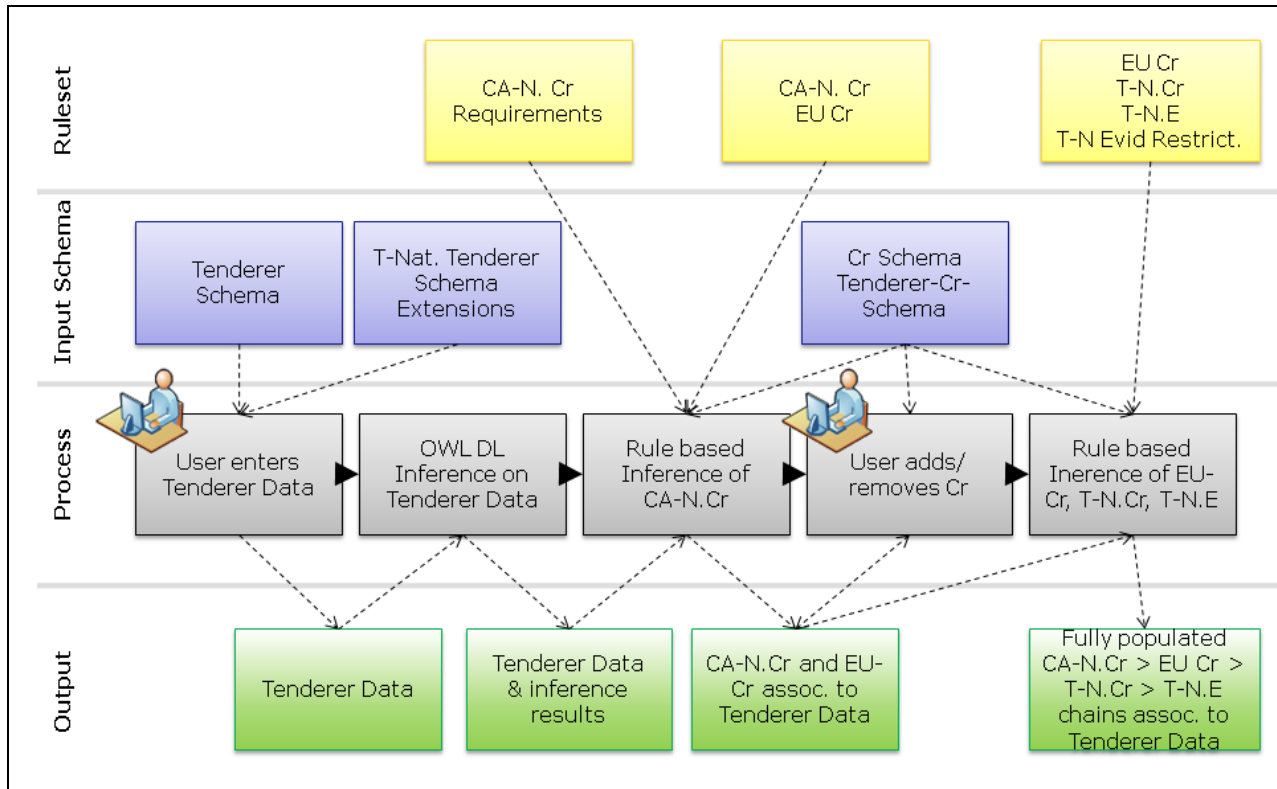 Ruleset
CA-N. Cr
Requirements
CA-N. Cr
EU Cr
EU Cr
T-N.Cr
T-N.E
T-N Evid Restrict.
Input Schema
Tenderer
Schema
T-Nat. Tenderer
Schema
Extensions
Cr Schema
Tenderer-Cr-
Schema
Process
User enters
Tenderer Data
OWL DL
Inference on
Tenderer Data
Rule based
Inference of
CA-N.Cr
User adds/
removes Cr
Rule based
Inerence of EU-
Cr, T-N.Cr, T-N.E
Output
Tenderer Data
Tenderer Data
& inference
results
CA-N.Cr and EU-
Cr assoc. to
Tenderer Data
Fully populated
CA-N.Cr > EU Cr >
T-N.Cr > T-N.E
chains assoc. to
Tenderer Data